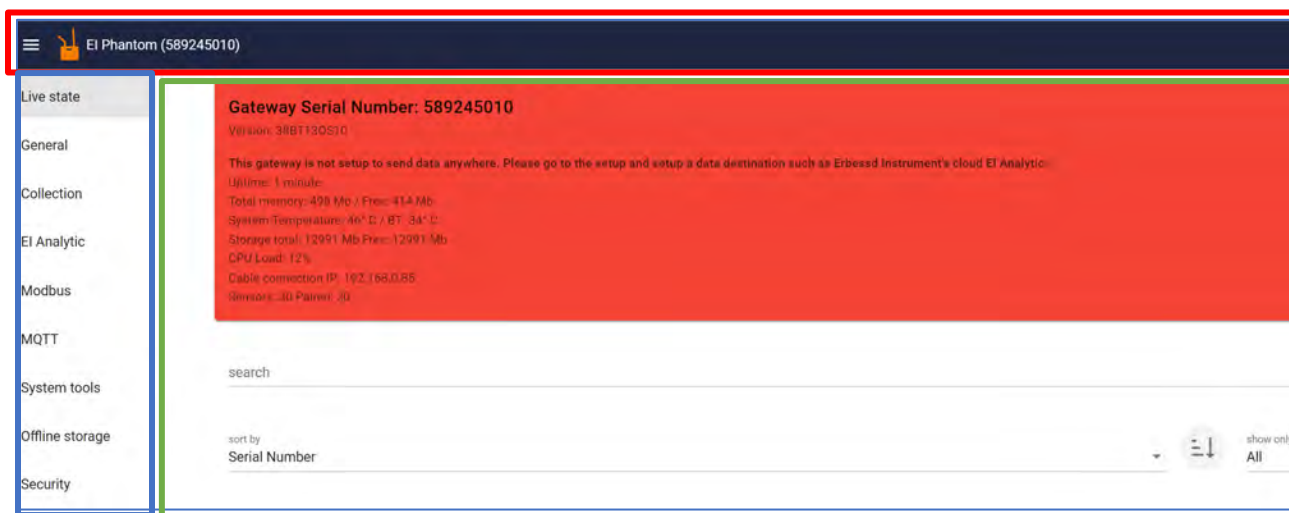 EI Phantom (589245010)
Live state
General
Collection
EI Analytic
Modbus
MQTT
System tools
Offline storage
Security
Gateway Serial Number: 589245010
Version:
This gateway is not setup to send data anywhere. Please go to the setup and setup a data destination such as Erbessd Instrument's cloud EI Analytic.
Uptime: 1 minute
Total memory: 498 Mb / Free: 414 Mb
System Temperature: 46° C / BT: 34° C
Storage total: 12991 Mb Free: 12991 Mb
CPU Load: 12%
Cable connection IP: 192.168.0.85
Sensors: 30 Paired: 30
search
sort by
Serial Number
show only
All